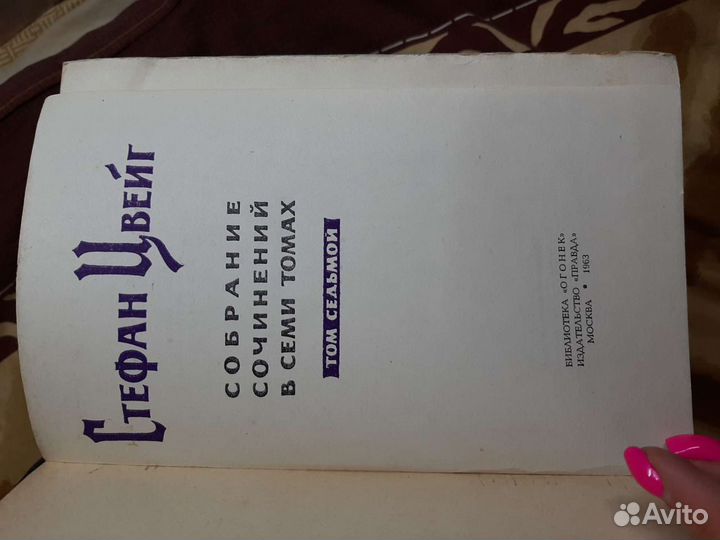 Стефан Цвейг
СОБРАНИЕ
СОЧИНЕНИЙ
В СЕМИ ТОМАХ
ТОМ СЕДЬМОЙ
БИБЛИОТЕКА «ОГОНЕК»
ИЗДАТЕЛЬСТВО «ПРАВДА»
МОСКВА • 1963
Avito